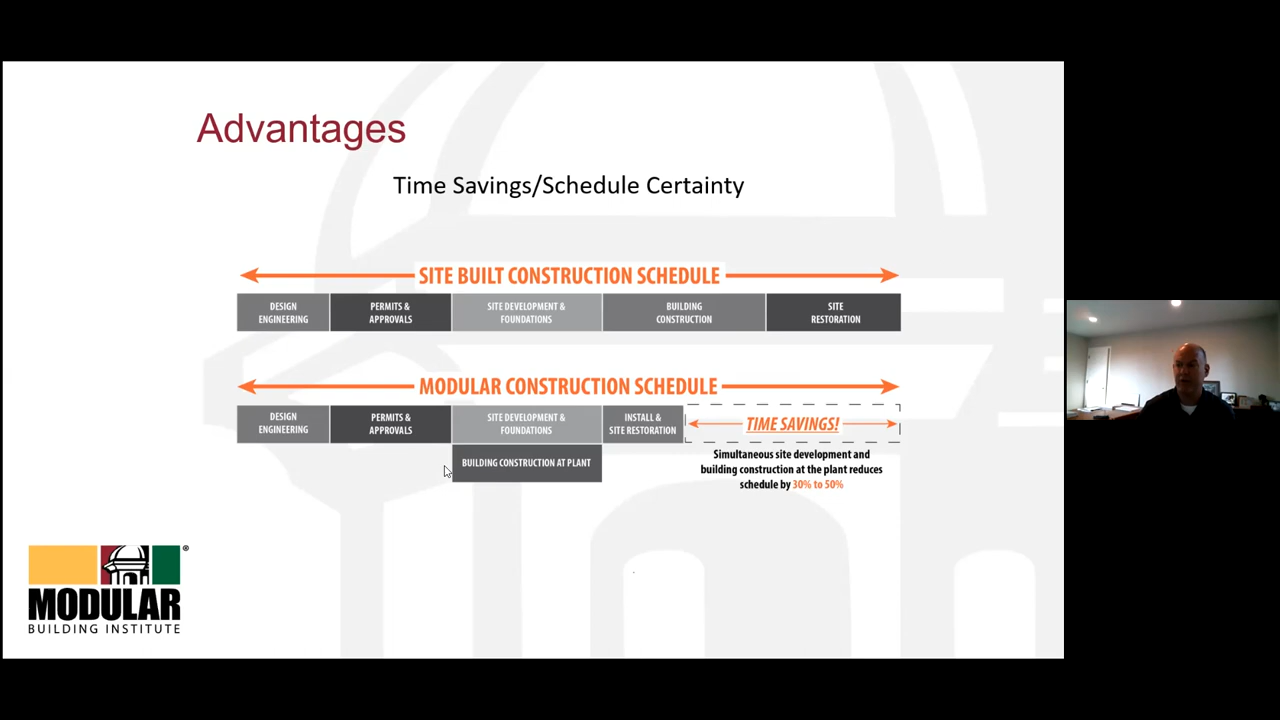 Advantages
Time Savings/Schedule Certainty
SITE BUILT CONSTRUCTION SCHEDULE
DESIGN
ENGINEERING
PERMITS &
APPROVALS
SITE DEVELOPMENT &
FOUNDATIONS
BUILDING
CONSTRUCTION
SITE
RESTORATION
MODULAR CONSTRUCTION SCHEDULE
DESIGN
ENGINEERING
PERMITS &
APPROVALS
SITE DEVELOPMENT &
FOUNDATIONS
INSTALL &
SITE RESTORATION
TIME SAVINGS!
BUILDING CONSTRUCTION AT PLANT
Simultaneous site development and
building construction at the plant reduces
schedule by 30% to 50%
®
MODULAR
BUILDING INSTITUTE